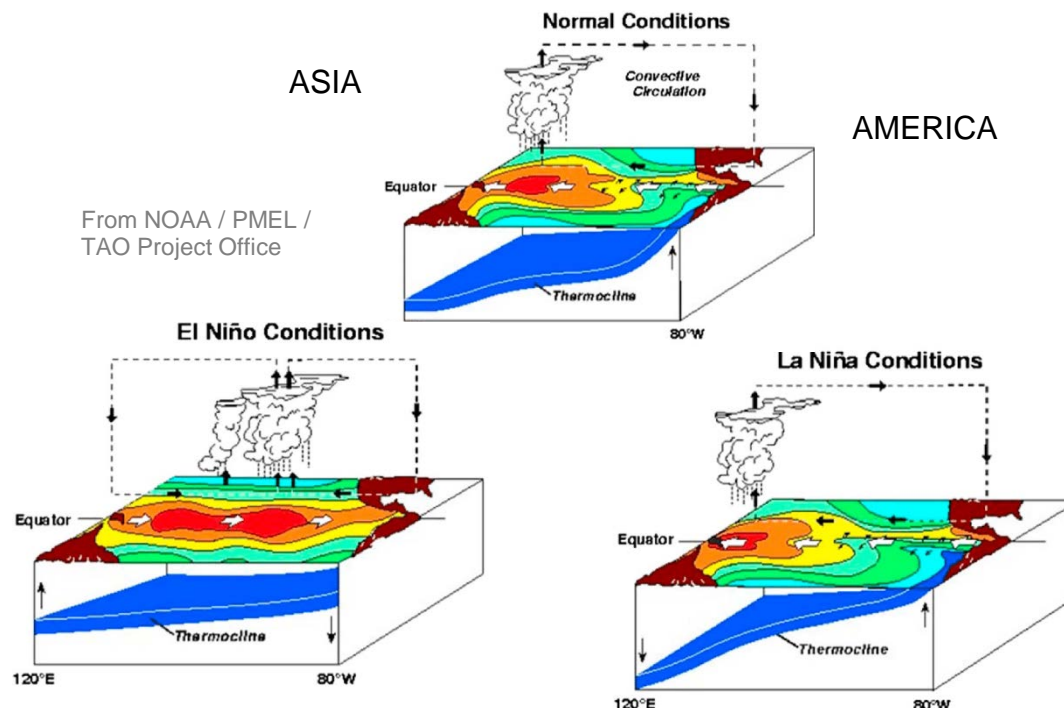 Normal Conditions
ASIA
Convective
Circulation
AMERICA
Equator
From NOAA / PMEL /
TAO Project Office
Thermocline
80°W
El Niño Conditions
Equator
Thermocline
120°E
80°W
La Niña Conditions
Equator
Thermocline
120°E
80°W